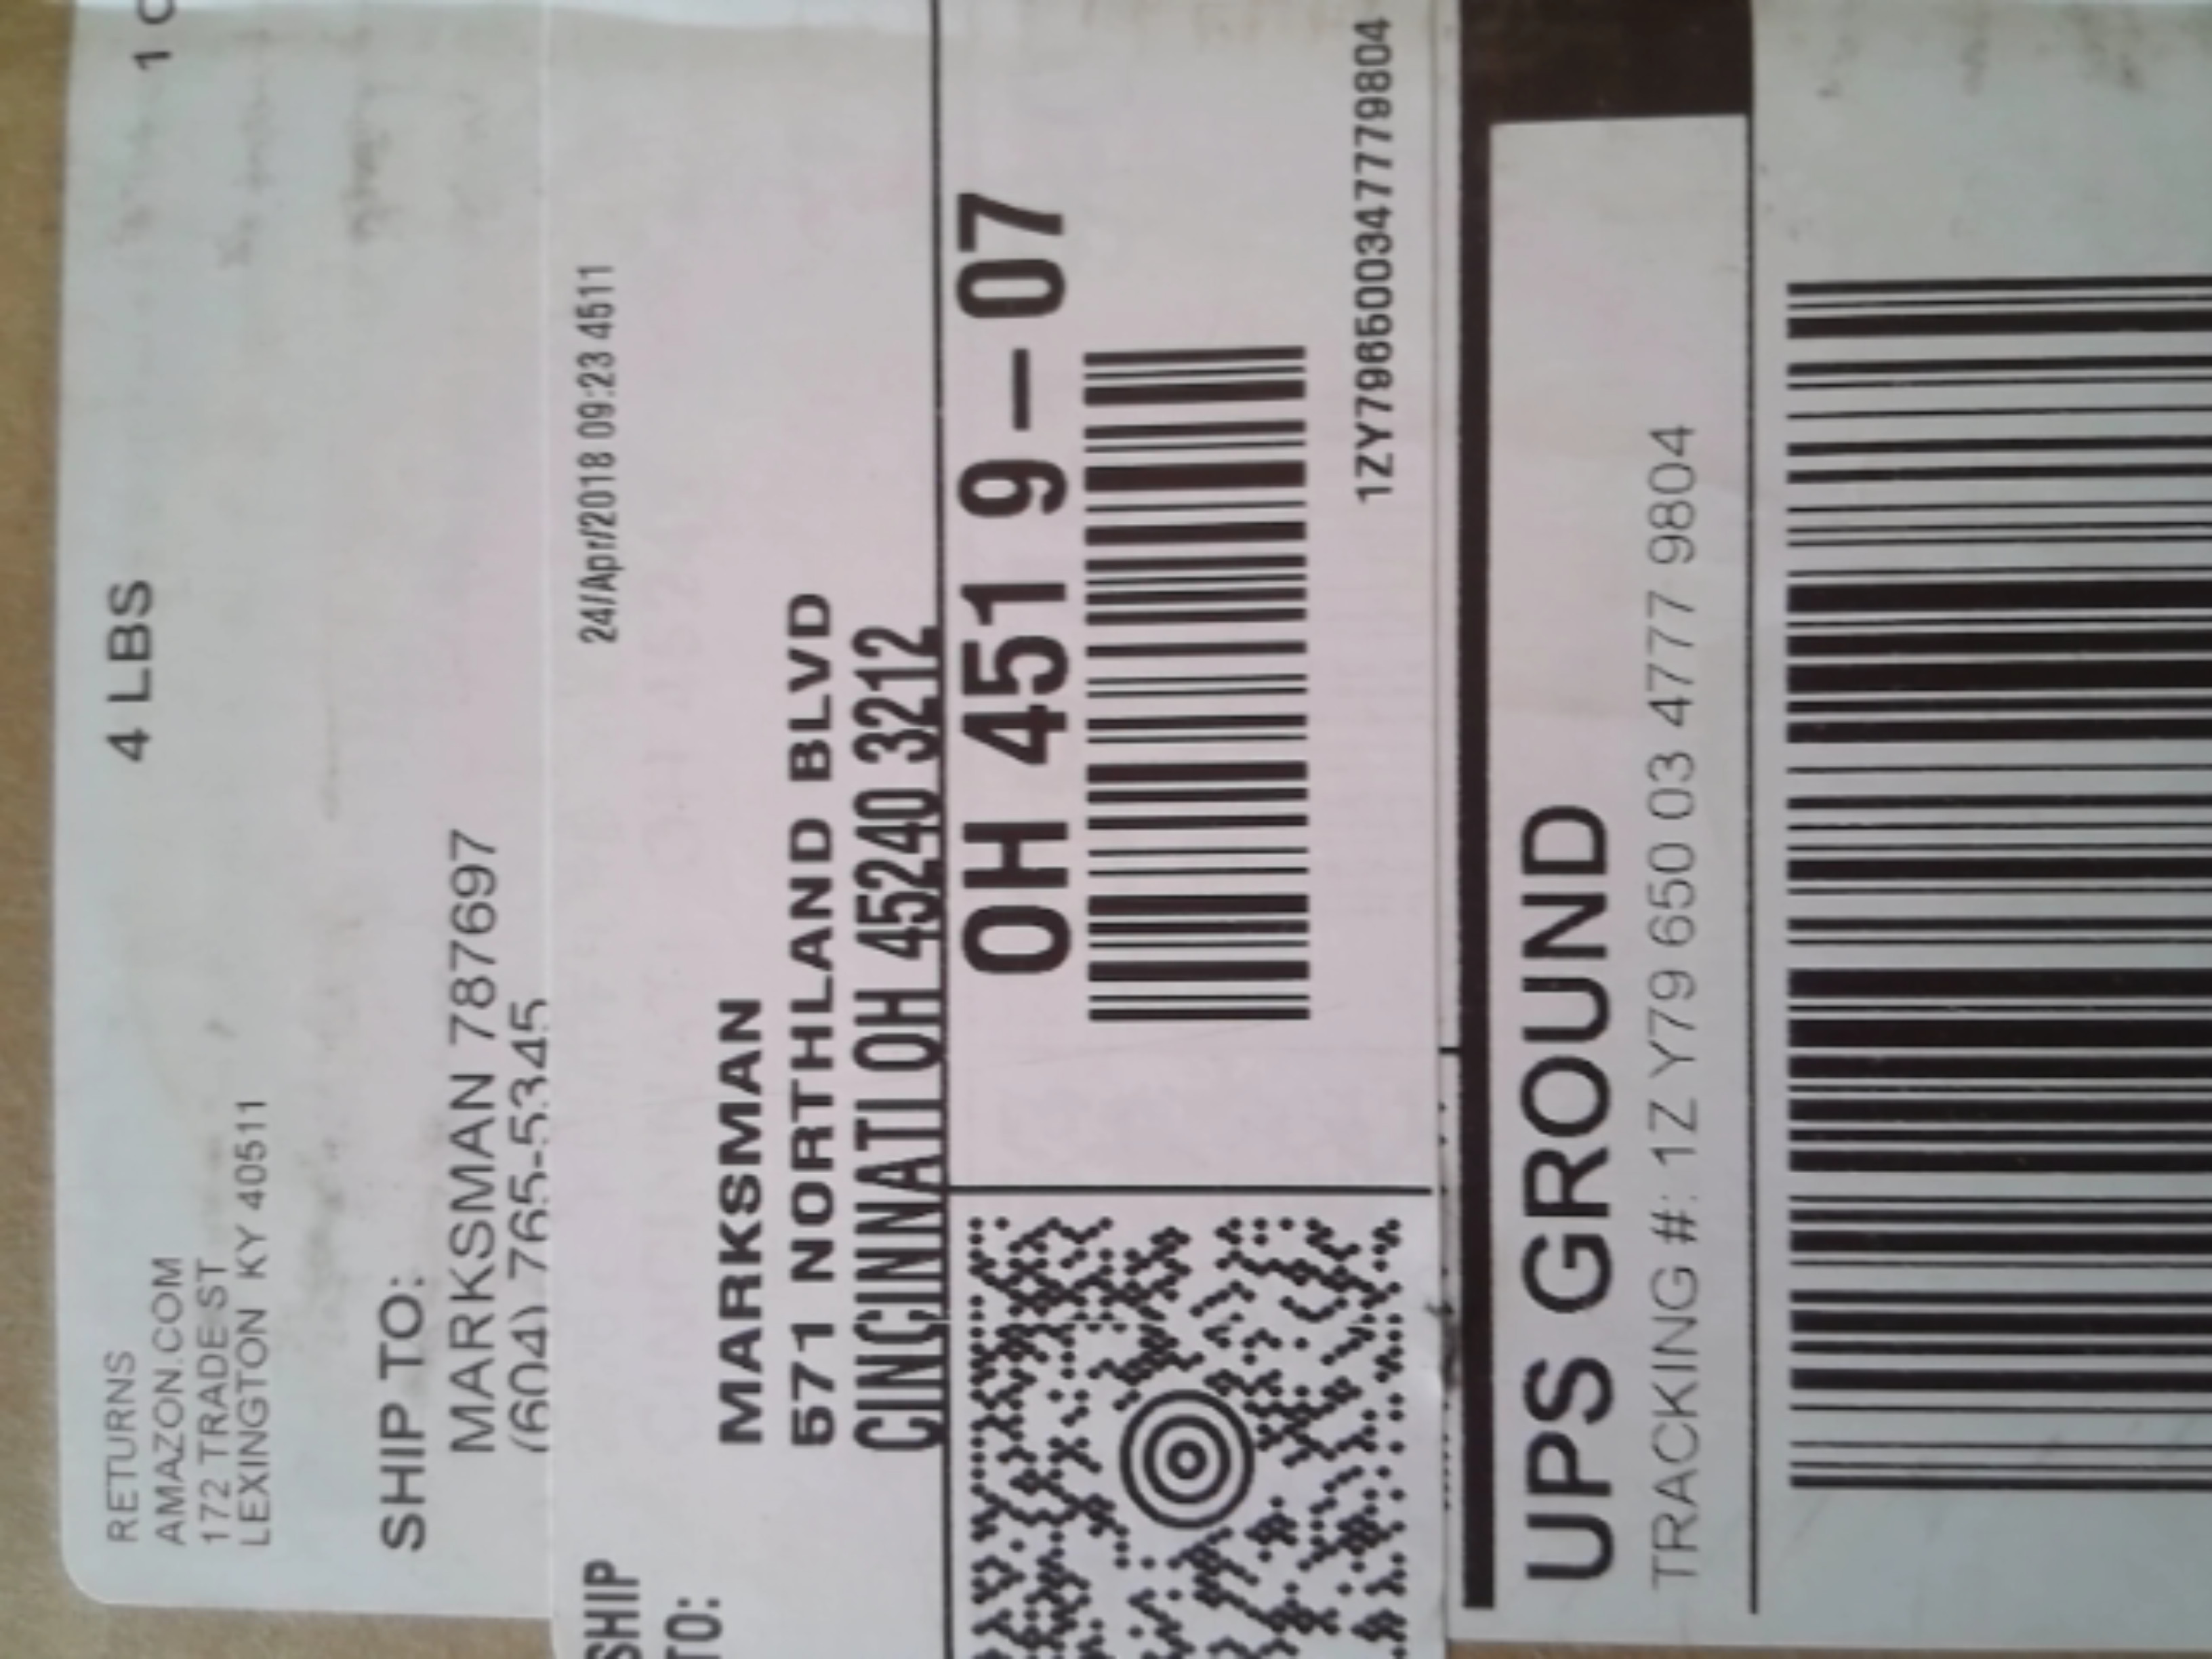 4 LBS
1
RETURNS
AMAZON.COM
172 TRADE ST
LEXINGTON KY 40511
SHIP TO:
MARKSMAN 787697
(604) 765-5345
24/Apr/2018 09:23 4511
SHIP
TO:
MARKSMAN
571 NORTHLAND BLVD
CINCINNATI OH 45240 3212
OH 451 9-07
1ZY796500347779804
UPS GROUND
TRACKING #: 1Z Y79 650 03 4777 9804